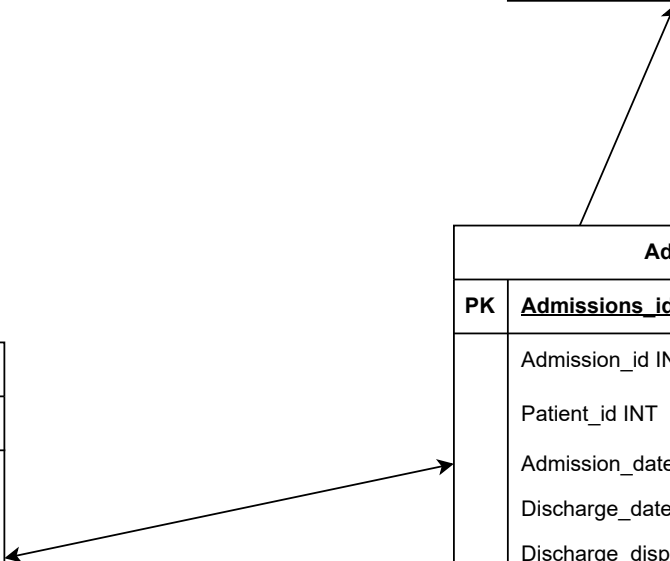 Ad
PK Admissions_id
Admission_id IN
Patient_id INT
Admission_date
Discharge_date
Discharge_disp